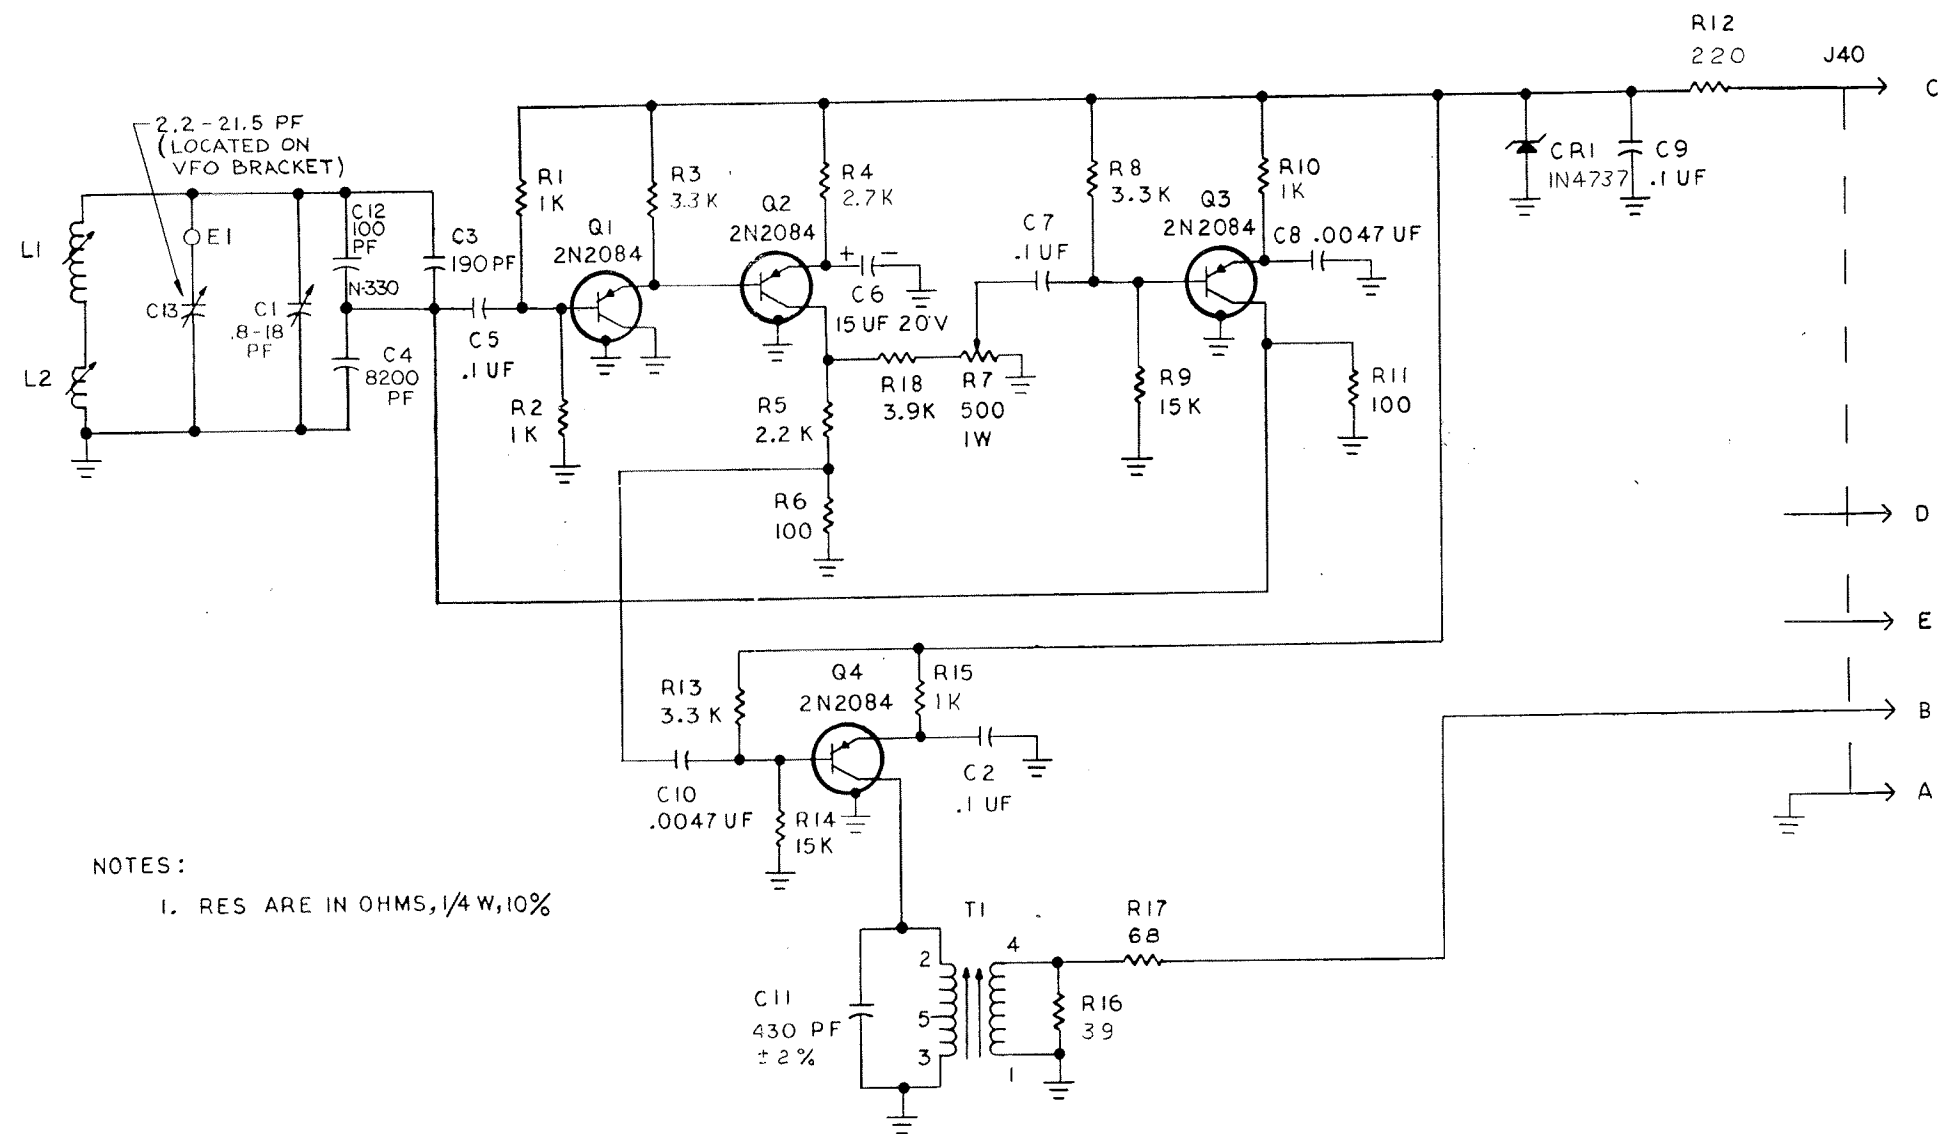 R12
220
J40
C
2.2-21.5 PF
(LOCATED ON
VFO BRACKET)
L1
L2
E1
C13
C1
.8-18
PF
C12
100
PF
N-330
C4
8200
PF
C3
190 PF
C5
.1 UF
R1
1K
R2
1K
Q1
2N2084
R3
3.3K
Q2
2N2084
R4
2.7K
+
−
C6
15 UF 20V
R5
2.2 K
R6
100
R18
3.9K
R7
500
1W
C7
.1 UF
R8
3.3K
R9
15K
Q3
2N2084
R10
1K
C8 .0047 UF
R11
100
CR1
1N4737
C9
.1 UF
D
E
B
A
R13
3.3 K
Q4
2N2084
R15
1K
C10
.0047 UF
R14
15K
C2
.1 UF
NOTES:
1. RES ARE IN OHMS, 1/4 W, 10%
T1
C11
430 PF
±2%
2
5
3
4
1
R17
68
R16
39